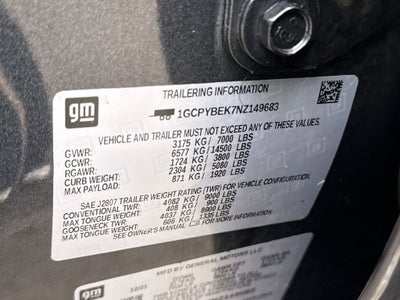 gm
TRAILERING INFORMATION
1GCPYBEK7NZ149683
VEHICLE AND TRAILER MUST NOT EXCEED ANY OF THESE WEIGHTS
GVWR: 3175 KG / 7000 LBS
GCWR: 6577 KG / 14500 LBS
RGAWR: 1724 KG / 3800 LBS
CURB WEIGHT: 2304 KG / 5080 LBS
MAX PAYLOAD: 871 KG / 1920 LBS
SAE J2807 TRAILER WEIGHT RATING (TWR) FOR VEHICLE CONFIGURATION.
CONVENTIONAL TWR: 4082 KG / 9000 LBS
MAX TONGUE WEIGHT: 408 KG / 900 LBS
GOOSENECK TWR: 4037 KG / 8900 LBS
MAX TONGUE WEIGHT: 606 KG / 1335 LBS
SEE OWNER'S MANUAL FOR ADDITIONAL INFORMATION
gm
MFD BY GENERAL MOTORS LLC